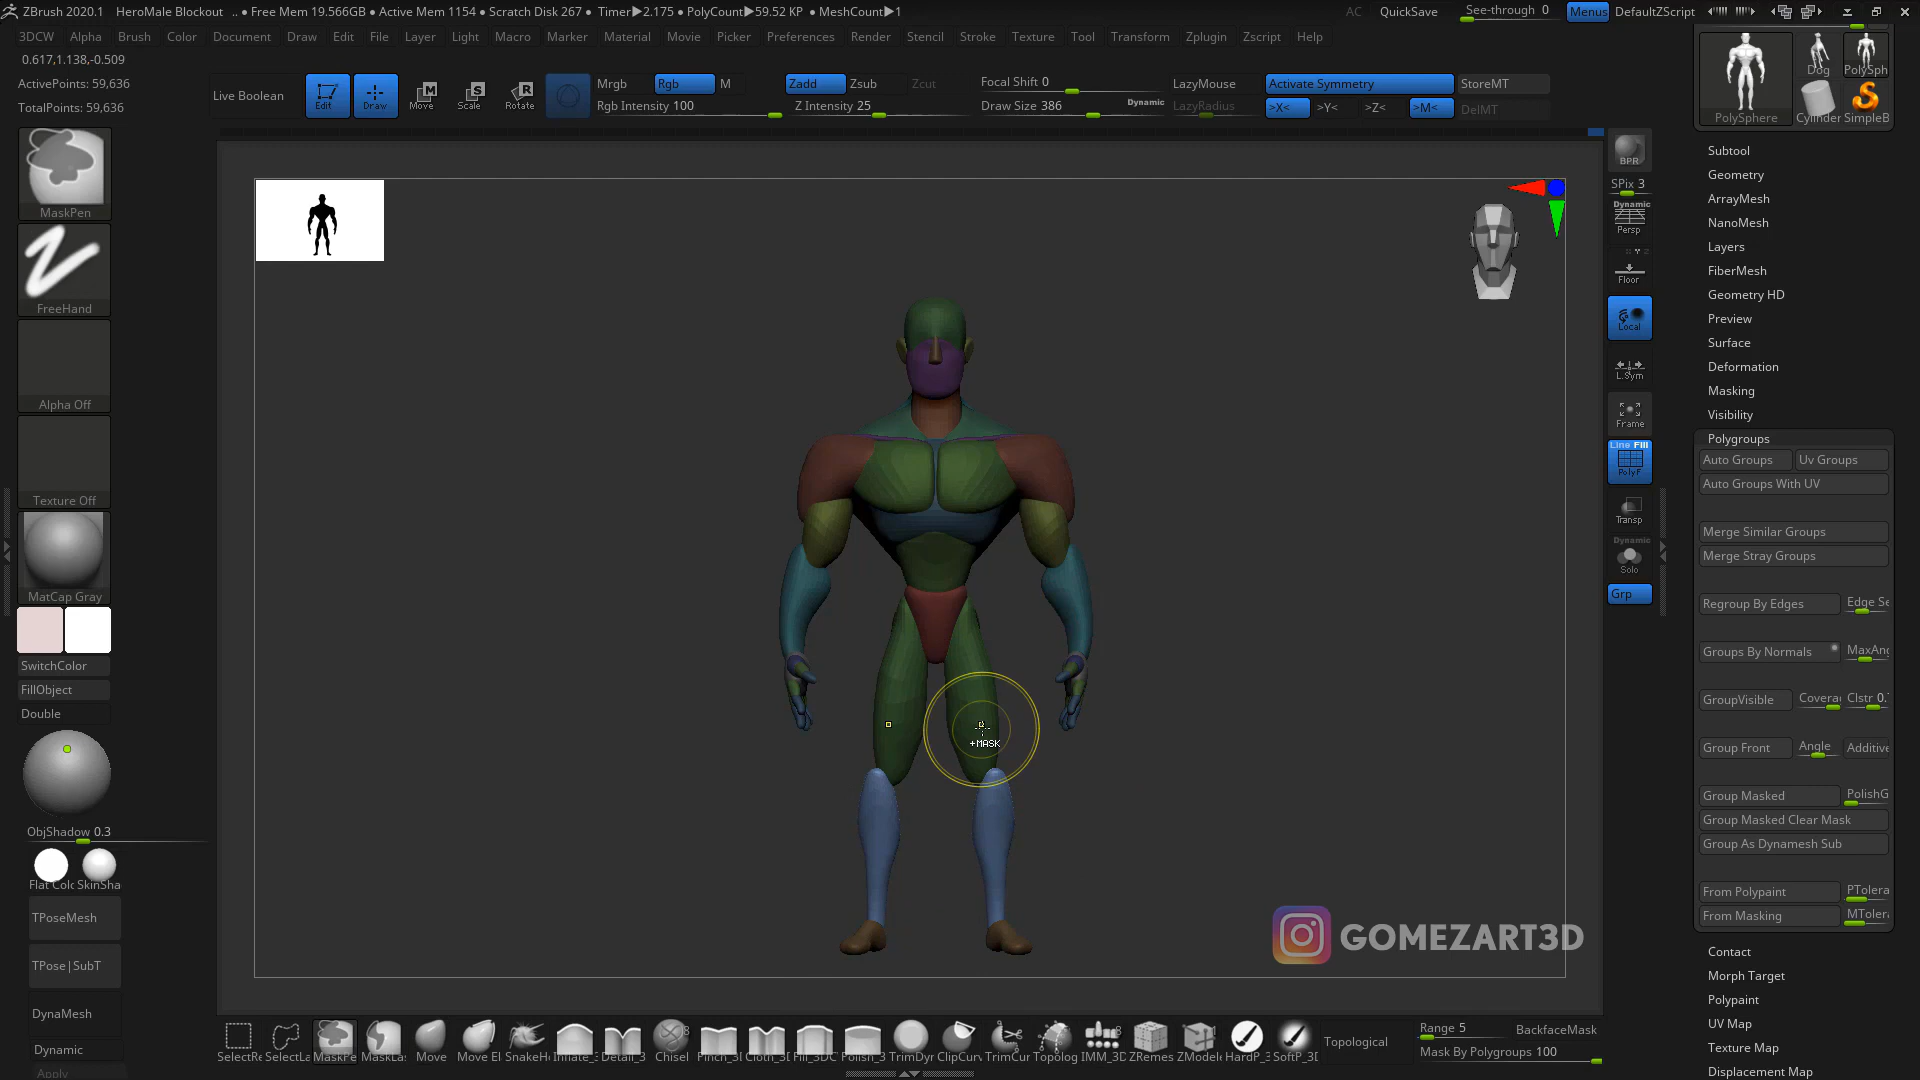 ZBrush 2020.1 HeroMale Blockout .. ● Free Mem 19.566GB ● Active Mem 1154 ● Scratch Disk 267 ● Timer▶2.175 ● PolyCount▶59.52 KP ● MeshCount▶1 AC QuickSave See-through 0 Menus DefaultZScript
3DCW Alpha Brush Color Document Draw Edit File Layer Light Macro Marker Material Movie Picker Preferences Render Stencil Stroke Texture Tool Transform Zplugin Zscript Help
0.617,1.138,-0.509
ActivePoints: 59,636
TotalPoints: 59,636
Live Boolean
Edit
Draw
Move
Scale
Rotate
Mrgb Rgb M
Rgb Intensity 100
Zadd Zsub Zcut
Z Intensity 25
Focal Shift 0
Draw Size 386 Dynamic
LazyMouse
LazyRadius
Activate Symmetry
>X< >Y< >Z< >M<
StoreMT
DelMT
MaskPen
FreeHand
Alpha Off
Texture Off
MatCap Gray
SwitchColor
FillObject
Double
ObjShadow 0.3
Flat Colo SkinSha
TPoseMesh
TPose|SubT
DynaMesh
Dynamic
Apply
+MASK
GOMEZART3D
BPR
SPix 3
Dynamic
Persp
Floor
Local
L.Sym
Frame
Line Fill
PolyF
Transp
Dynamic
Solo
Grp
PolySphere
Dog
PolySph
Cylinder
SimpleB
Subtool
Geometry
ArrayMesh
NanoMesh
Layers
FiberMesh
Geometry HD
Preview
Surface
Deformation
Masking
Visibility
Polygroups
Auto Groups Uv Groups
Auto Groups With UV
Merge Similar Groups
Merge Stray Groups
Regroup By Edges Edge Se
Groups By Normals MaxAng
GroupVisible Covera Clstr 0.
Group Front Angle Additive
Group Masked PolishG
Group Masked Clear Mask
Group As Dynamesh Sub
From Polypaint PTolera
From Masking MTolera
Contact
Morph Target
Polypaint
UV Map
Texture Map
Displacement Map
SelectRe SelectLa MaskPe MaskLas Move Move El SnakeHo Inflate_3 Detail_3 Chisel Pinch_3D Cloth_3D Fill_3DC Polish_3 TrimDyn ClipCurv TrimCur Topolog IMM_3D ZRemes ZModele HardP_3 SoftP_3D
Topological
Range 5 BackfaceMask
Mask By Polygroups 100